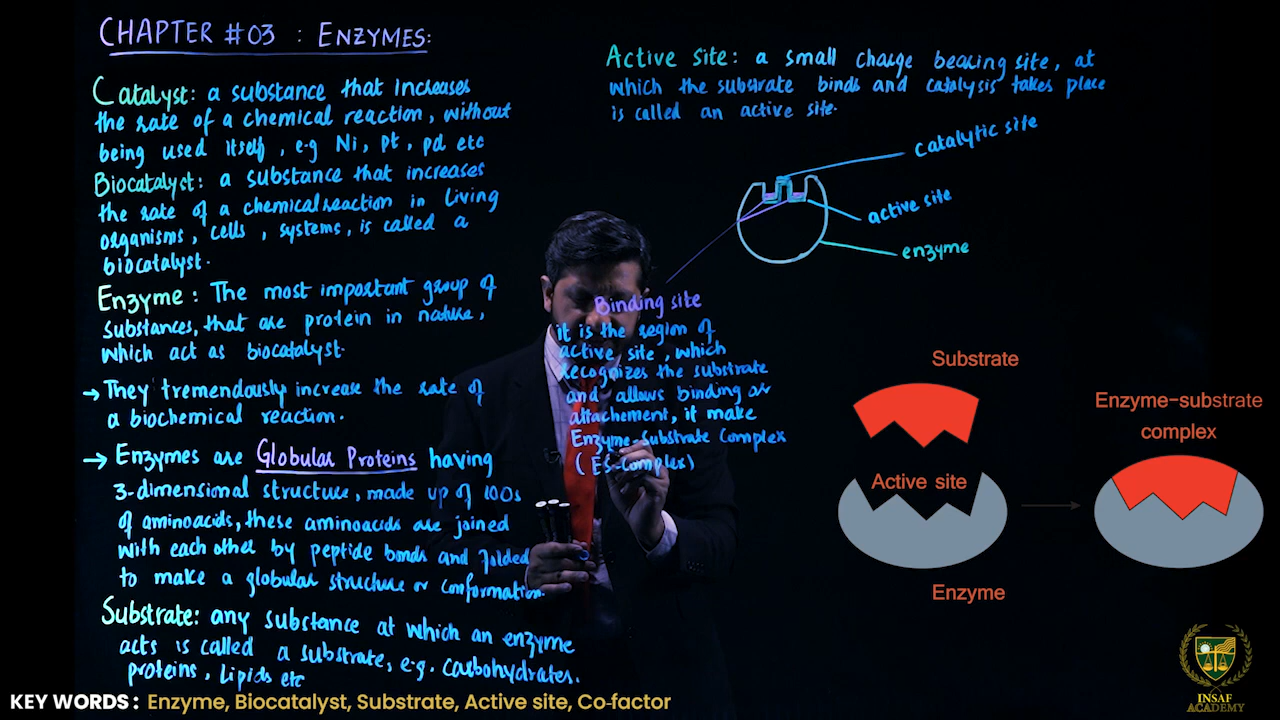 CHAPTER #03 : ENZYMES:
Catalyst: a substance that increases
the rate of a chemical reaction, without
being used itself, e.g Ni, Pt, pd etc
Biocatalyst: a substance that increases
the rate of a chemical reaction in Living
organisms, cells, systems, is called a
biocatalyst.
Enzyme: The most important group of
substances, that are protein in nature,
which act as biocatalyst.
→ They tremendously increase the rate of
a biochemical reaction.
→ Enzymes are Globular Proteins having
3-dimensional structure, made up of 100s
of aminoacids, these aminoacids are joined
with each other by peptide bonds and folded
to make a globular structure or conformation.
Substrate: any substance at which an enzyme
acts is called a substrate, e.g. Carbohydrates,
proteins, Lipids etc
Active site: a small charge bearing site, at
which the substrate binds and catalysis takes place
is called an active site.
catalytic site
active site
enzyme
Binding site
it is the region of
active site, which
recognizes the substrate
and allows binding or
attachement, it make
Enzyme-Substrate Complex
(ES-Complex)
Substrate
Active site
Enzyme
Enzyme-substrate
complex
INSAF
ACADEMY
KEY WORDS : Enzyme, Biocatalyst, Substrate, Active site, Co-factor